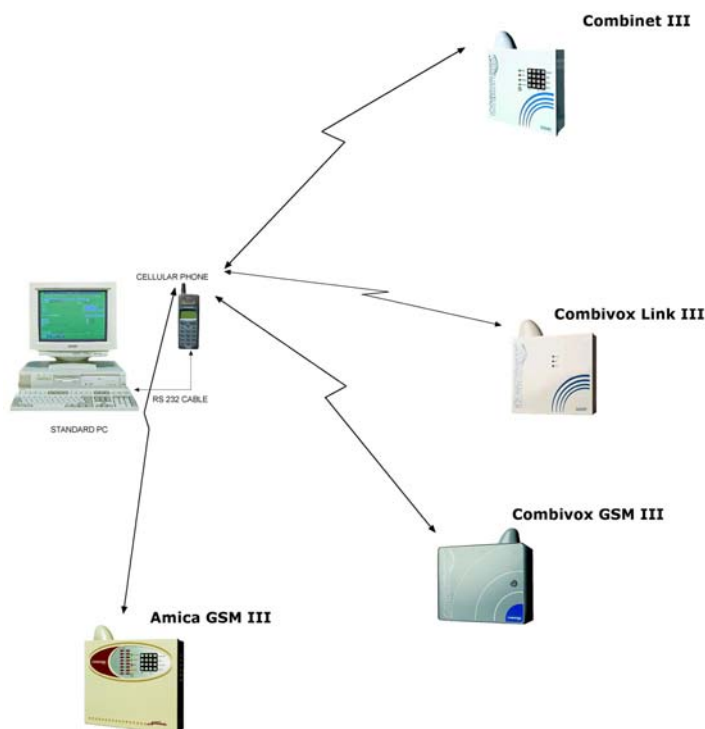 Combinet III
CELLULAR PHONE
Combivox Link III
RS 232 CABLE
STANDARD PC
Combivox GSM III
Amica GSM III